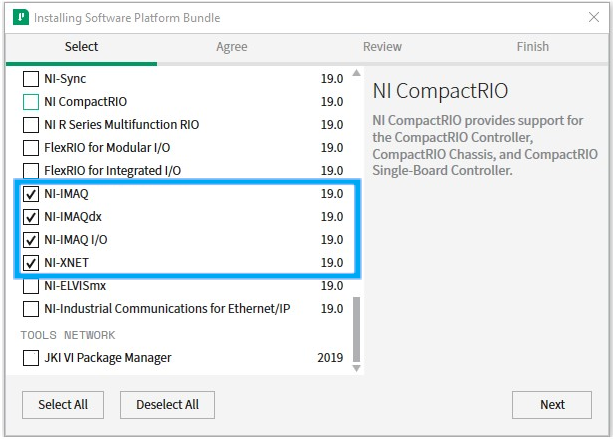 Installing Software Platform Bundle
Select
Agree
Review
Finish
NI-Sync 19.0
NI CompactRIO 19.0
NI R Series Multifunction RIO 19.0
FlexRIO for Modular I/O 19.0
FlexRIO for Integrated I/O 19.0
NI-IMAQ 19.0
NI-IMAQdx 19.0
NI-IMAQ I/O 19.0
NI-XNET 19.0
NI-ELVISmx 19.0
NI-Industrial Communications for Ethernet/IP 19.0
TOOLS NETWORK
JKI VI Package Manager 2019
NI CompactRIO
NI CompactRIO provides support for
the CompactRIO Controller,
CompactRIO Chassis, and CompactRIO
Single-Board Controller.
Select All
Deselect All
Next